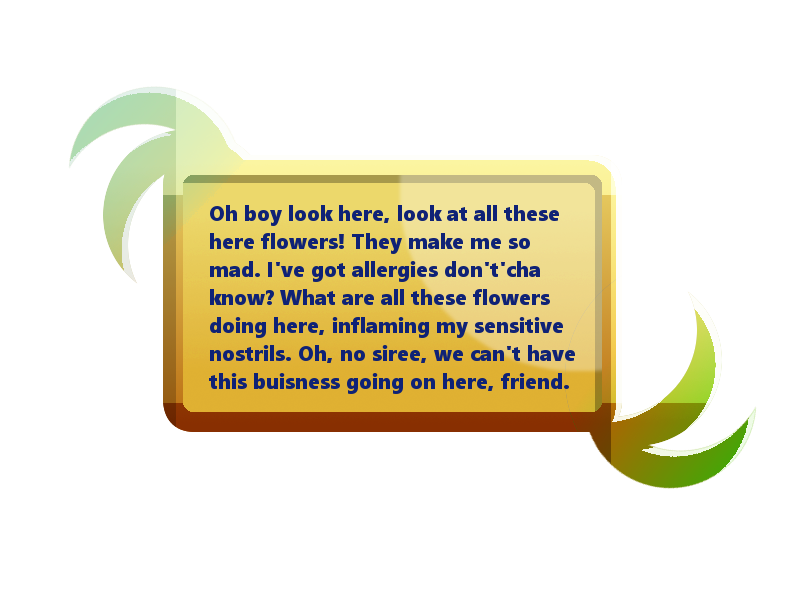 Oh boy look here, look at all these
here flowers! They make me so
mad. I've got allergies don't'cha
know? What are all these flowers
doing here, inflaming my sensitive
nostrils. Oh, no siree, we can't have
this buisness going on here, friend.